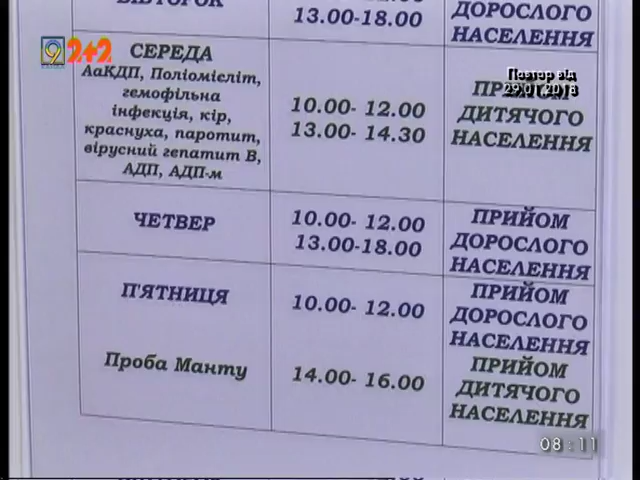 ВІВТОРОК
13.00-18.00
ДОРОСЛОГО
НАСЕЛЕННЯ
9 2+2
СЕРЕДА
АаКДП, Поліомієліт,
гемофільна
інфекція, кір,
краснуха, паротит,
вірусний гепатит В,
АДП, АДП-м
10.00- 12.00
13.00- 14.30
Повтор від
29.01.2018
ПРИЙОМ
ДИТЯЧОГО
НАСЕЛЕННЯ
ЧЕТВЕР
10.00- 12.00
13.00-18.00
ПРИЙОМ
ДОРОСЛОГО
НАСЕЛЕННЯ
П'ЯТНИЦЯ
10.00- 12.00
ПРИЙОМ
ДОРОСЛОГО
НАСЕЛЕННЯ
Проба Манту
14.00- 16.00
ПРИЙОМ
ДИТЯЧОГО
НАСЕЛЕННЯ
08:11